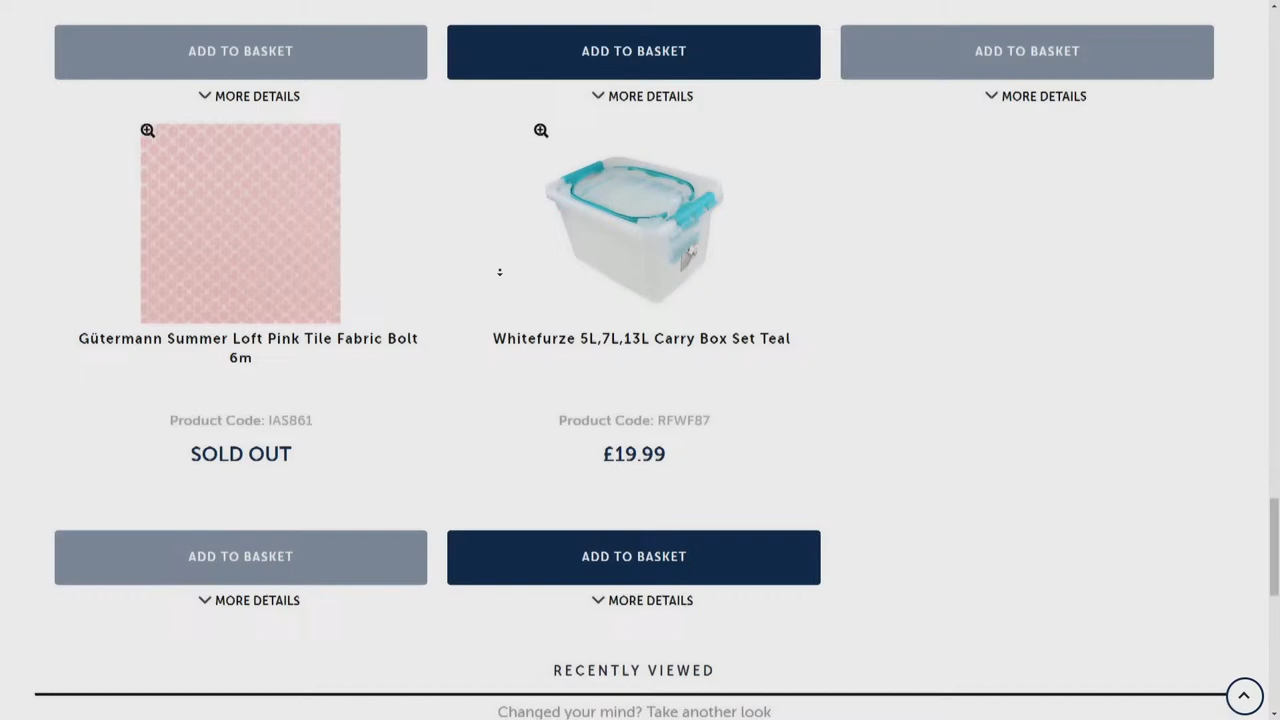 ADD TO BASKET
ADD TO BASKET
ADD TO BASKET
MORE DETAILS
MORE DETAILS
MORE DETAILS
Gütermann Summer Loft Pink Tile Fabric Bolt
6m
Product Code: IAS861
SOLD OUT
ADD TO BASKET
MORE DETAILS
Whitefurze 5L,7L,13L Carry Box Set Teal
Product Code: RFWF87
£19.99
ADD TO BASKET
MORE DETAILS
RECENTLY VIEWED
Changed your mind? Take another look